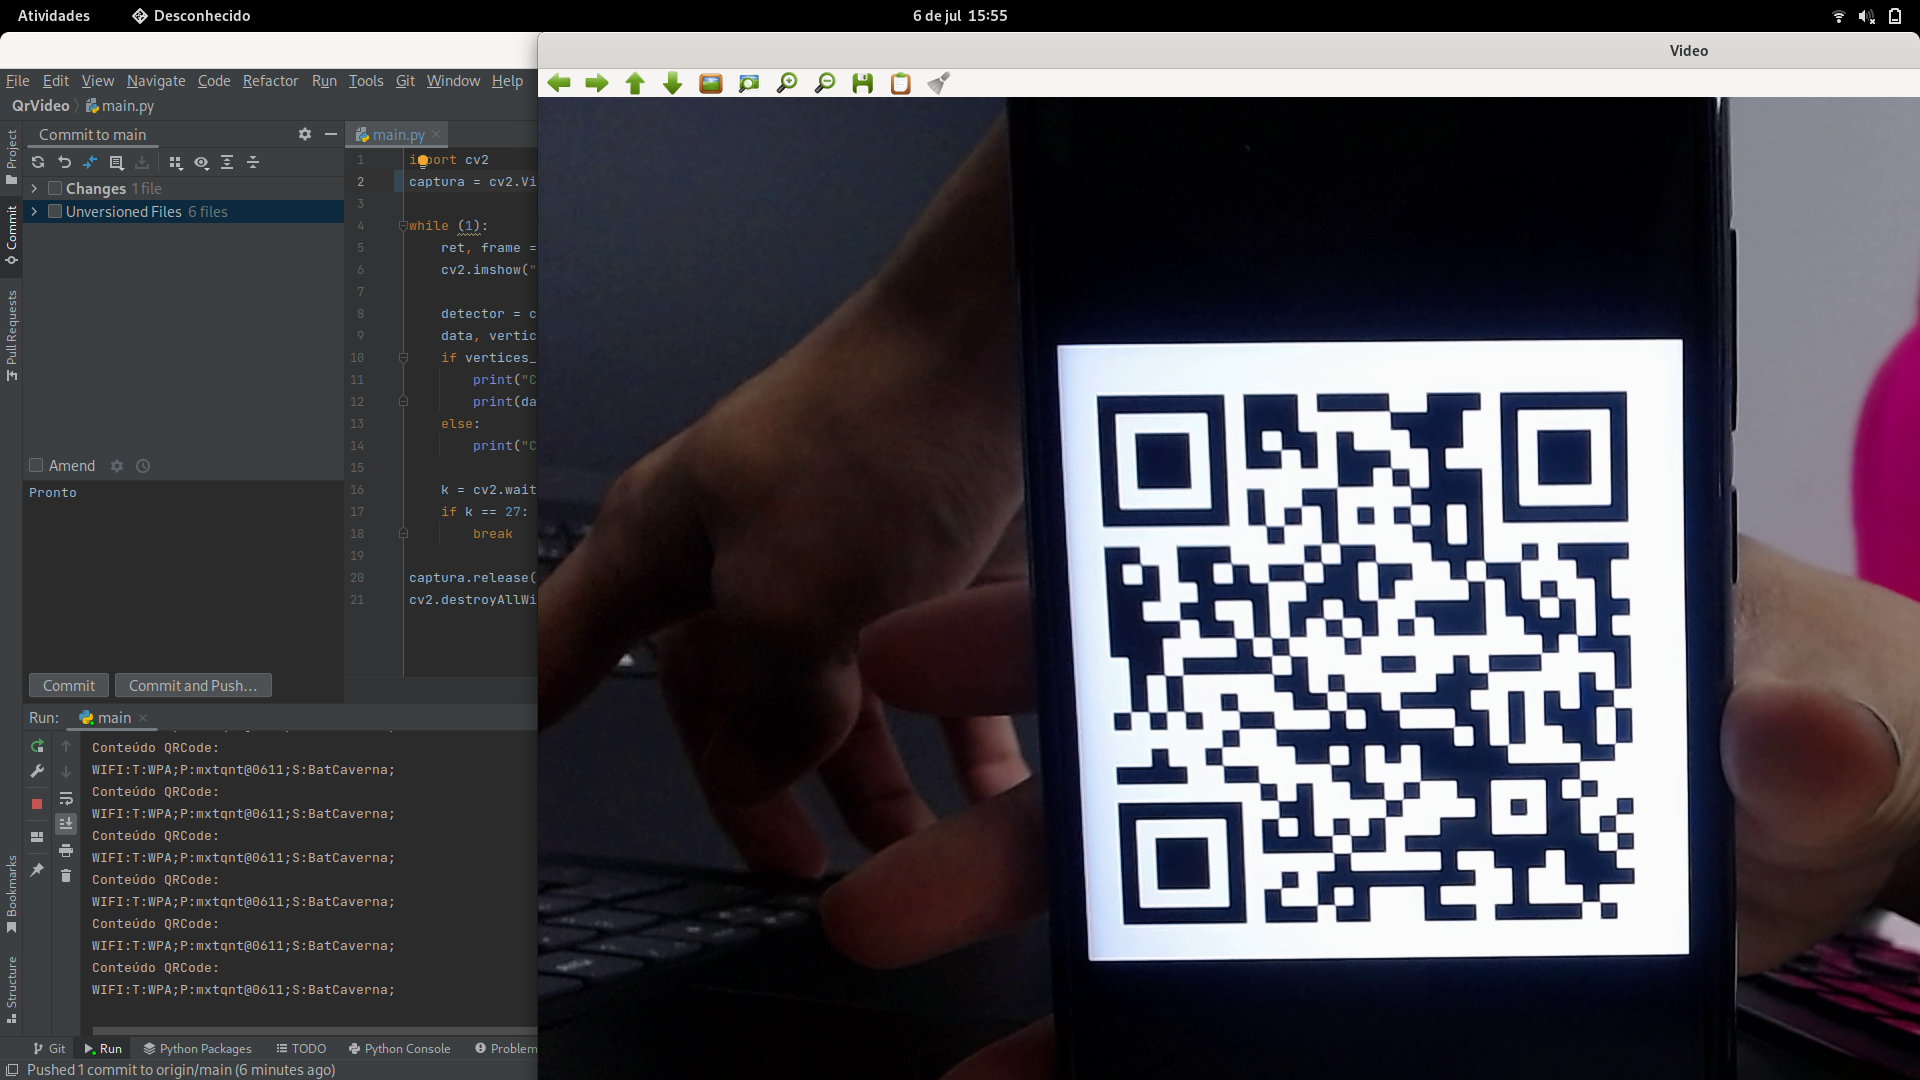 Atividades
Desconhecido
6 de jul 15:55
Video
File Edit View Navigate Code Refactor Run Tools Git Window Help
QrVideo main.py
Commit to main
main.py
Project
Commit
Pull Requests
Bookmarks
Structure
Changes 1 file
Unversioned Files 6 files
Amend
Pronto
Commit
Commit and Push...
1 import cv2
2 captura = cv2.Vi
3
4 while (1):
5 ret, frame =
6 cv2.imshow("
7
8 detector = c
9 data, vertic
10 if vertices_
11 print("C
12 print(da
13 else:
14 print("C
15
16 k = cv2.wait
17 if k == 27:
18 break
19
20 captura.release(
21 cv2.destroyAllWi
Run: main
Conteúdo QRCode:
WIFI:T:WPA;P:mxtqnt@0611;S:BatCaverna;
Conteúdo QRCode:
WIFI:T:WPA;P:mxtqnt@0611;S:BatCaverna;
Conteúdo QRCode:
WIFI:T:WPA;P:mxtqnt@0611;S:BatCaverna;
Conteúdo QRCode:
WIFI:T:WPA;P:mxtqnt@0611;S:BatCaverna;
Conteúdo QRCode:
WIFI:T:WPA;P:mxtqnt@0611;S:BatCaverna;
Conteúdo QRCode:
WIFI:T:WPA;P:mxtqnt@0611;S:BatCaverna;
Git Run Python Packages TODO Python Console Problem
Pushed 1 commit to origin/main (6 minutes ago)